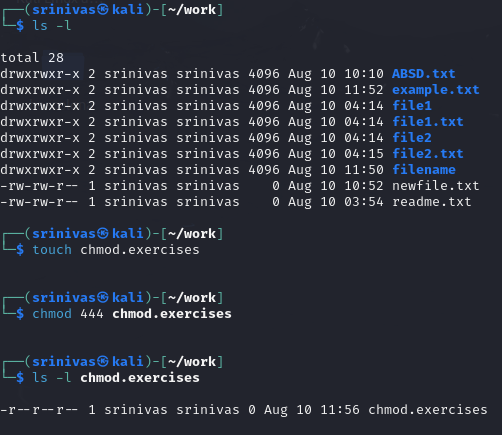 ┌──(srinivas㉿kali)-[~/work]
└─$ ls -l
total 28
drwxrwxr-x 2 srinivas srinivas 4096 Aug 10 10:10 ABSD.txt
drwxrwxr-x 2 srinivas srinivas 4096 Aug 10 11:52 example.txt
drwxrwxr-x 2 srinivas srinivas 4096 Aug 10 04:14 file1
drwxrwxr-x 2 srinivas srinivas 4096 Aug 10 04:14 file1.txt
drwxrwxr-x 2 srinivas srinivas 4096 Aug 10 04:14 file2
drwxrwxr-x 2 srinivas srinivas 4096 Aug 10 04:15 file2.txt
drwxrwxr-x 2 srinivas srinivas 4096 Aug 10 11:50 filename
-rw-rw-r-- 1 srinivas srinivas    0 Aug 10 10:52 newfile.txt
-rw-rw-r-- 1 srinivas srinivas    0 Aug 10 03:54 readme.txt
┌──(srinivas㉿kali)-[~/work]
└─$ touch chmod.exercises
┌──(srinivas㉿kali)-[~/work]
└─$ chmod 444 chmod.exercises
┌──(srinivas㉿kali)-[~/work]
└─$ ls -l chmod.exercises
-r--r--r-- 1 srinivas srinivas 0 Aug 10 11:56 chmod.exercises